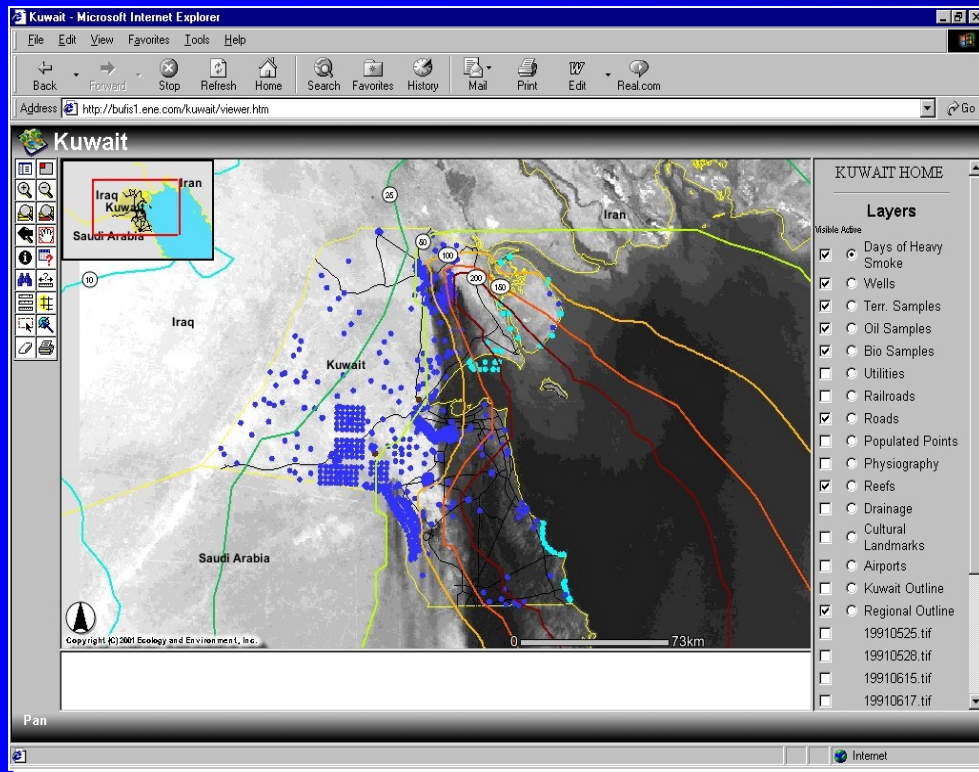 Kuwait - Microsoft Internet Explorer
File Edit View Favorites Tools Help
Back Forward Stop Refresh Home Search Favorites History Mail Print Edit Real.com
Address http://bufis1.ene.com/kuwait/viewer.htm Go
Kuwait
Iraq
Iran
Kuwait
Saudi Arabia
25
Iran
50
100
200
150
10
Iraq
Kuwait
Saudi Arabia
Copyright (C) 2001 Ecology and Environment, Inc.
0 73km
KUWAIT HOME
Layers
Visible Active
Days of Heavy
Smoke
Wells
Terr. Samples
Oil Samples
Bio Samples
Utilities
Railroads
Roads
Populated Points
Physiography
Reefs
Drainage
Cultural
Landmarks
Airports
Kuwait Outline
Regional Outline
19910525.tif
19910528.tif
19910615.tif
19910617.tif
Pan
Internet